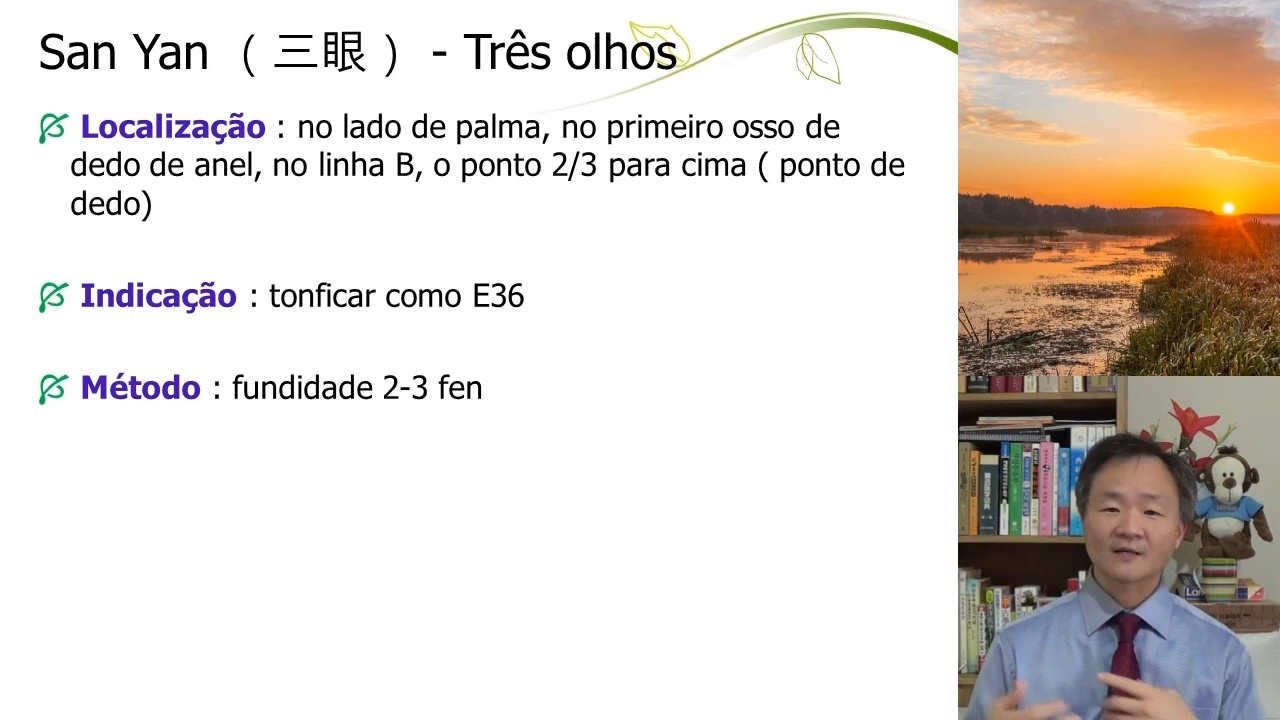 San Yan （三眼） - Três olhos
Localização : no lado de palma, no primeiro osso de
dedo de anel, no linha B, o ponto 2/3 para cima ( ponto de
dedo)
Indicação : tonficar como E36
Método : fundidade 2-3 fen